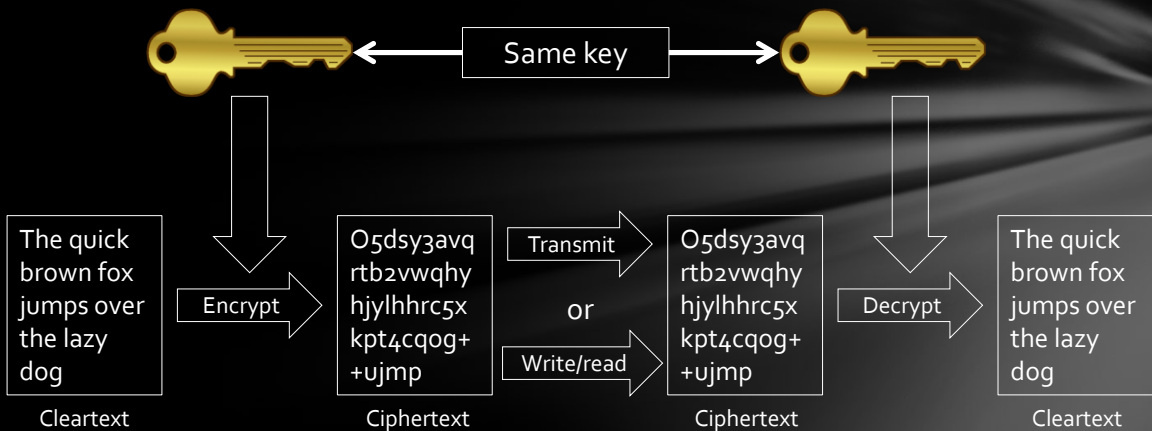 Same key
The quick
brown fox
jumps over
the lazy
dog
Cleartext
Encrypt
O5dsy3avq
rtb2vwqhy
hjylhhrc5x
kpt4cqog+
+ujmp
Ciphertext
Transmit
or
Write/read
O5dsy3avq
rtb2vwqhy
hjylhhrc5x
kpt4cqog+
+ujmp
Ciphertext
Decrypt
The quick
brown fox
jumps over
the lazy
dog
Cleartext